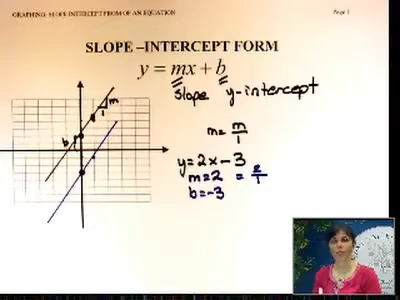 GRAPHING: SLOPE INTERCEPT FROM OF AN EQUATION
Page 1
SLOPE –INTERCEPT FORM
y = mx + b
slope y-intercept
m
1
b
m = m/1
y = 2x - 3
m = 2 = 2/1
b = -3